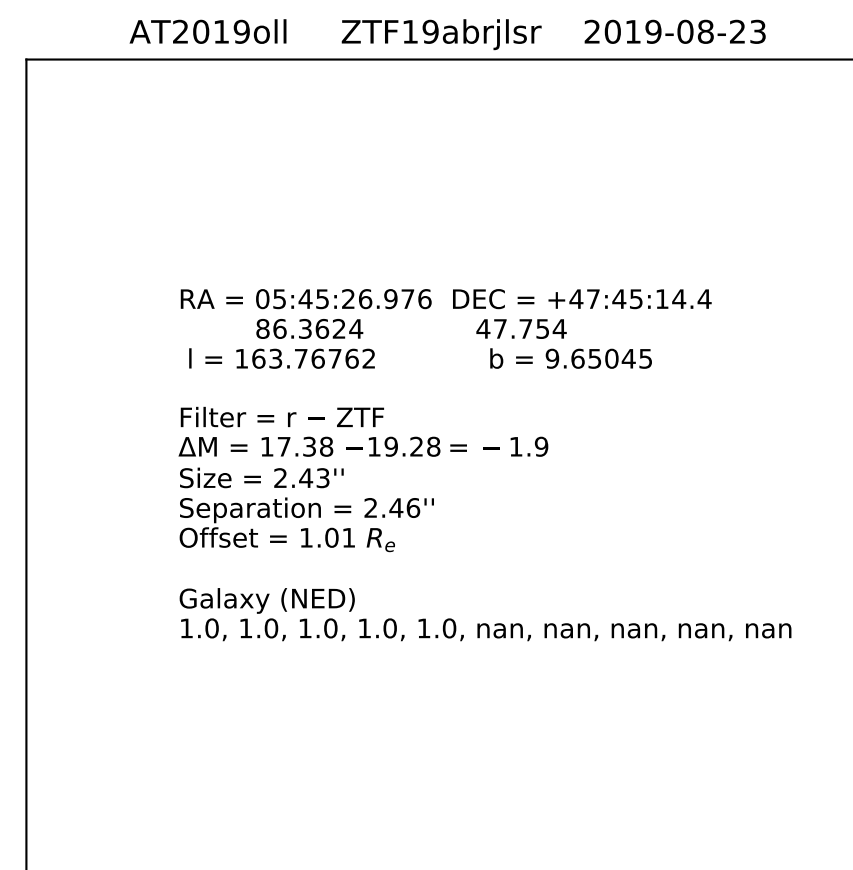 AT2019oll ZTF19abrjlsr 2019-08-23
RA = 05:45:26.976 DEC = +47:45:14.4
86.3624 47.754
l = 163.76762 b = 9.65045
Filter = r − ZTF
ΔM = 17.38 −19.28 = − 1.9
Size = 2.43''
Separation = 2.46''
Offset = 1.01 Re
Galaxy (NED)
1.0, 1.0, 1.0, 1.0, 1.0, nan, nan, nan, nan, nan